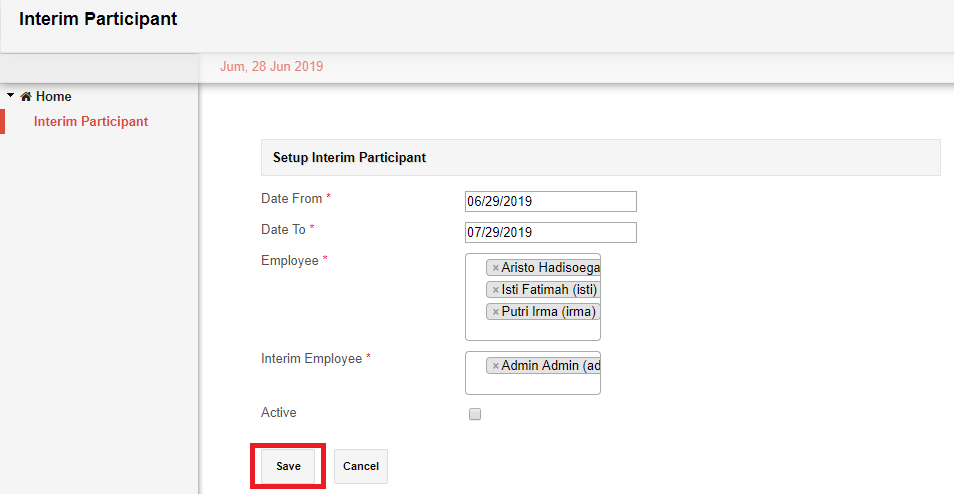 Interim Participant
Jum, 28 Jun 2019
Home
Interim Participant
Setup Interim Participant
Date From *
06/29/2019
Date To *
07/29/2019
Employee *
× Aristo Hadisoega
× Isti Fatimah (isti)
× Putri Irma (irma)
Interim Employee *
× Admin Admin (ad
Active
Save Cancel